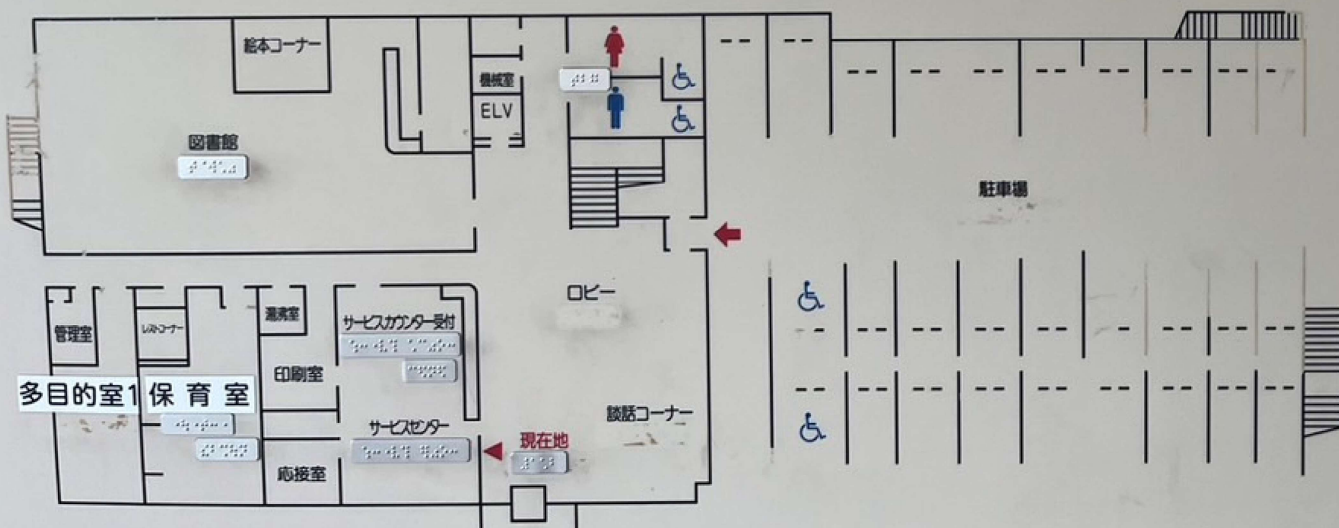 絵本コーナー
機械室
ELV
図書館
駐車場
ロビー
管理室
レストコーナー
湯沸室
サービスカウンター受付
印刷室
多目的室1
保育室
談話コーナー
サービスセンター
現在地
応接室